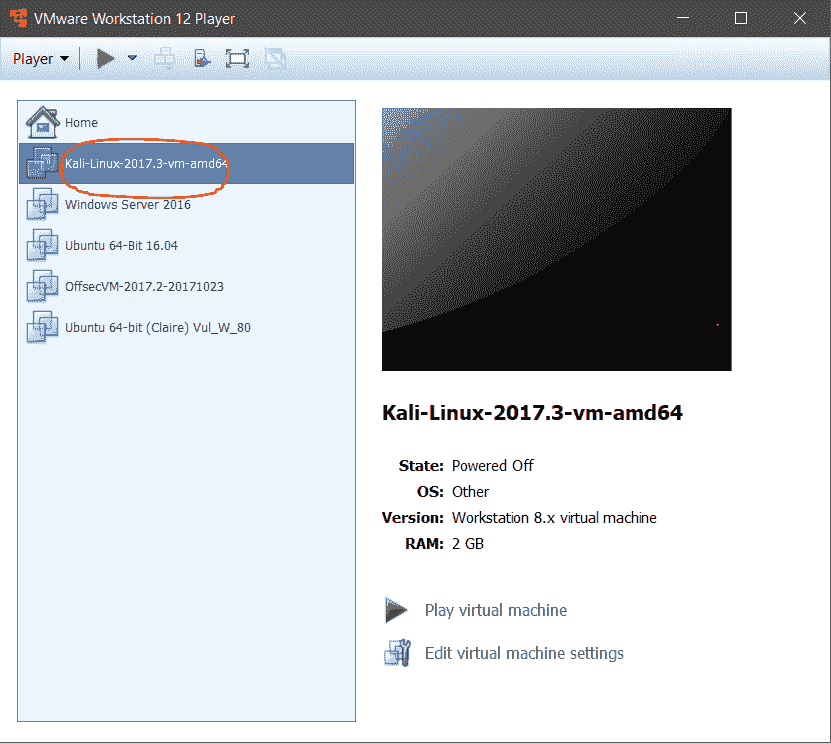 VMware Workstation 12 Player
Player
Home
Kali-Linux-2017.3-vm-amd64
Windows Server 2016
Ubuntu 64-Bit 16.04
OffsecVM-2017.2-20171023
Ubuntu 64-bit (Claire) Vul_W_80
Kali-Linux-2017.3-vm-amd64
State: Powered Off
OS: Other
Version: Workstation 8.x virtual machine
RAM: 2 GB
Play virtual machine
Edit virtual machine settings